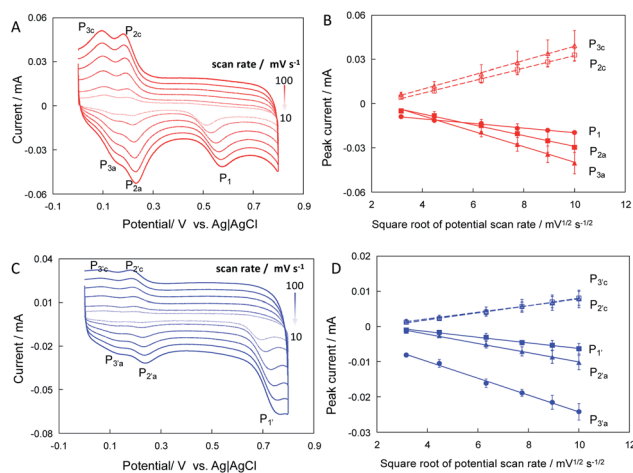 A
0.06
0.03
0
-0.03
-0.06
Current / mA
P3c
P2c
scan rate / mV s-1
100
10
P3a
P2a
P1
-0.1 0.1 0.3 0.5 0.7 0.9
Potential/ V vs. Ag|AgCl
B
0.06
0.03
0.00
-0.03
-0.06
Peak current / mA
P3c
P2c
P1
P2a
P3a
2 4 6 8 10 12
Square root of potential scan rate / mV1/2 s-1/2
C
0.04
0.01
-0.02
-0.05
-0.08
Current / mA
P3'c
P2'c
scan rate / mV s-1
100
10
P3'a
P2'a
P1'
-0.1 0.1 0.3 0.5 0.7 0.9
Potential/ V vs. Ag|AgCl
D
0.02
0.01
0
-0.01
-0.02
-0.03
Peak current / mA
P3'c
P2'c
P1'
P2'a
P3'a
2 4 6 8 10 12
Square root of potential scan rate / mV1/2 s-1/2